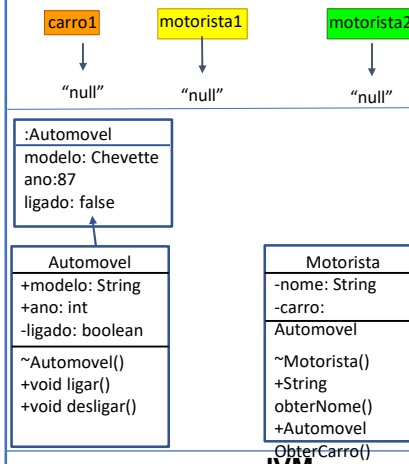 carro1
motorista1
motorista2
“null”
“null”
“null”
:Automovel
modelo: Chevette
ano:87
ligado: false
Automovel
+modelo: String
+ano: int
-ligado: boolean
~Automovel()
+void ligar()
+void desligar()
Motorista
-nome: String
-carro:
Automovel
~Motorista()
+String
obterNome()
+Automovel
ObterCarro()
JVM